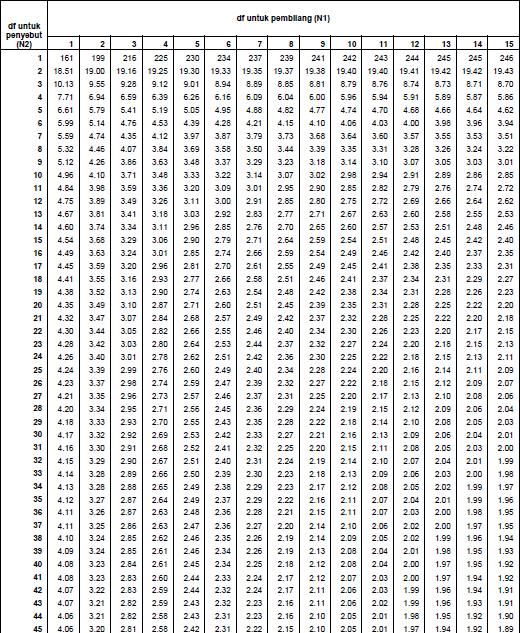 df untuk pembilang (N1)
df untuk
penyebut
(N2) 1 2 3 4 5 6 7 8 9 10 11 12 13 14 15
1 161 199 216 225 230 234 237 239 241 242 243 244 245 245 246
2 18.51 19.00 19.16 19.25 19.30 19.33 19.35 19.37 19.38 19.40 19.40 19.41 19.42 19.42 19.43
3 10.13 9.55 9.28 9.12 9.01 8.94 8.89 8.85 8.81 8.79 8.76 8.74 8.73 8.71 8.70
4 7.71 6.94 6.59 6.39 6.26 6.16 6.09 6.04 6.00 5.96 5.94 5.91 5.89 5.87 5.86
5 6.61 5.79 5.41 5.19 5.05 4.95 4.88 4.82 4.77 4.74 4.70 4.68 4.66 4.64 4.62
6 5.99 5.14 4.76 4.53 4.39 4.28 4.21 4.15 4.10 4.06 4.03 4.00 3.98 3.96 3.94
7 5.59 4.74 4.35 4.12 3.97 3.87 3.79 3.73 3.68 3.64 3.60 3.57 3.55 3.53 3.51
8 5.32 4.46 4.07 3.84 3.69 3.58 3.50 3.44 3.39 3.35 3.31 3.28 3.26 3.24 3.22
9 5.12 4.26 3.86 3.63 3.48 3.37 3.29 3.23 3.18 3.14 3.10 3.07 3.05 3.03 3.01
10 4.96 4.10 3.71 3.48 3.33 3.22 3.14 3.07 3.02 2.98 2.94 2.91 2.89 2.86 2.85
11 4.84 3.98 3.59 3.36 3.20 3.09 3.01 2.95 2.90 2.85 2.82 2.79 2.76 2.74 2.72
12 4.75 3.89 3.49 3.26 3.11 3.00 2.91 2.85 2.80 2.75 2.72 2.69 2.66 2.64 2.62
13 4.67 3.81 3.41 3.18 3.03 2.92 2.83 2.77 2.71 2.67 2.63 2.60 2.58 2.55 2.53
14 4.60 3.74 3.34 3.11 2.96 2.85 2.76 2.70 2.65 2.60 2.57 2.53 2.51 2.48 2.46
15 4.54 3.68 3.29 3.06 2.90 2.79 2.71 2.64 2.59 2.54 2.51 2.48 2.45 2.42 2.40
16 4.49 3.63 3.24 3.01 2.85 2.74 2.66 2.59 2.54 2.49 2.46 2.42 2.40 2.37 2.35
17 4.45 3.59 3.20 2.96 2.81 2.70 2.61 2.55 2.49 2.45 2.41 2.38 2.35 2.33 2.31
18 4.41 3.55 3.16 2.93 2.77 2.66 2.58 2.51 2.46 2.41 2.37 2.34 2.31 2.29 2.27
19 4.38 3.52 3.13 2.90 2.74 2.63 2.54 2.48 2.42 2.38 2.34 2.31 2.28 2.26 2.23
20 4.35 3.49 3.10 2.87 2.71 2.60 2.51 2.45 2.39 2.35 2.31 2.28 2.25 2.22 2.20
21 4.32 3.47 3.07 2.84 2.68 2.57 2.49 2.42 2.37 2.32 2.28 2.25 2.22 2.20 2.18
22 4.30 3.44 3.05 2.82 2.66 2.55 2.46 2.40 2.34 2.30 2.26 2.23 2.20 2.17 2.15
23 4.28 3.42 3.03 2.80 2.64 2.53 2.44 2.37 2.32 2.27 2.24 2.20 2.18 2.15 2.13
24 4.26 3.40 3.01 2.78 2.62 2.51 2.42 2.36 2.30 2.25 2.22 2.18 2.15 2.13 2.11
25 4.24 3.39 2.99 2.76 2.60 2.49 2.40 2.34 2.28 2.24 2.20 2.16 2.14 2.11 2.09
26 4.23 3.37 2.98 2.74 2.59 2.47 2.39 2.32 2.27 2.22 2.18 2.15 2.12 2.09 2.07
27 4.21 3.35 2.96 2.73 2.57 2.46 2.37 2.31 2.25 2.20 2.17 2.13 2.10 2.08 2.06
28 4.20 3.34 2.95 2.71 2.56 2.45 2.36 2.29 2.24 2.19 2.15 2.12 2.09 2.06 2.04
29 4.18 3.33 2.93 2.70 2.55 2.43 2.35 2.28 2.22 2.18 2.14 2.10 2.08 2.05 2.03
30 4.17 3.32 2.92 2.69 2.53 2.42 2.33 2.27 2.21 2.16 2.13 2.09 2.06 2.04 2.01
31 4.16 3.30 2.91 2.68 2.52 2.41 2.32 2.25 2.20 2.15 2.11 2.08 2.05 2.03 2.00
32 4.15 3.29 2.90 2.67 2.51 2.40 2.31 2.24 2.19 2.14 2.10 2.07 2.04 2.01 1.99
33 4.14 3.28 2.89 2.66 2.50 2.39 2.30 2.23 2.18 2.13 2.09 2.06 2.03 2.00 1.98
34 4.13 3.28 2.88 2.65 2.49 2.38 2.29 2.23 2.17 2.12 2.08 2.05 2.02 1.99 1.97
35 4.12 3.27 2.87 2.64 2.49 2.37 2.29 2.22 2.16 2.11 2.07 2.04 2.01 1.99 1.96
36 4.11 3.26 2.87 2.63 2.48 2.36 2.28 2.21 2.15 2.11 2.07 2.03 2.00 1.98 1.95
37 4.11 3.25 2.86 2.63 2.47 2.36 2.27 2.20 2.14 2.10 2.06 2.02 2.00 1.97 1.95
38 4.10 3.24 2.85 2.62 2.46 2.35 2.26 2.19 2.14 2.09 2.05 2.02 1.99 1.96 1.94
39 4.09 3.24 2.85 2.61 2.46 2.34 2.26 2.19 2.13 2.08 2.04 2.01 1.98 1.95 1.93
40 4.08 3.23 2.84 2.61 2.45 2.34 2.25 2.18 2.12 2.08 2.04 2.00 1.97 1.95 1.92
41 4.08 3.23 2.83 2.60 2.44 2.33 2.24 2.17 2.12 2.07 2.03 2.00 1.97 1.94 1.92
42 4.07 3.22 2.83 2.59 2.44 2.32 2.24 2.17 2.11 2.06 2.03 1.99 1.96 1.94 1.91
43 4.07 3.21 2.82 2.59 2.43 2.32 2.23 2.16 2.11 2.06 2.02 1.99 1.96 1.93 1.91
44 4.06 3.21 2.82 2.58 2.43 2.31 2.23 2.16 2.10 2.05 2.01 1.98 1.95 1.92 1.90
45 4.06 3.20 2.81 2.58 2.42 2.31 2.22 2.15 2.10 2.05 2.01 1.97 1.94 1.92 1.89